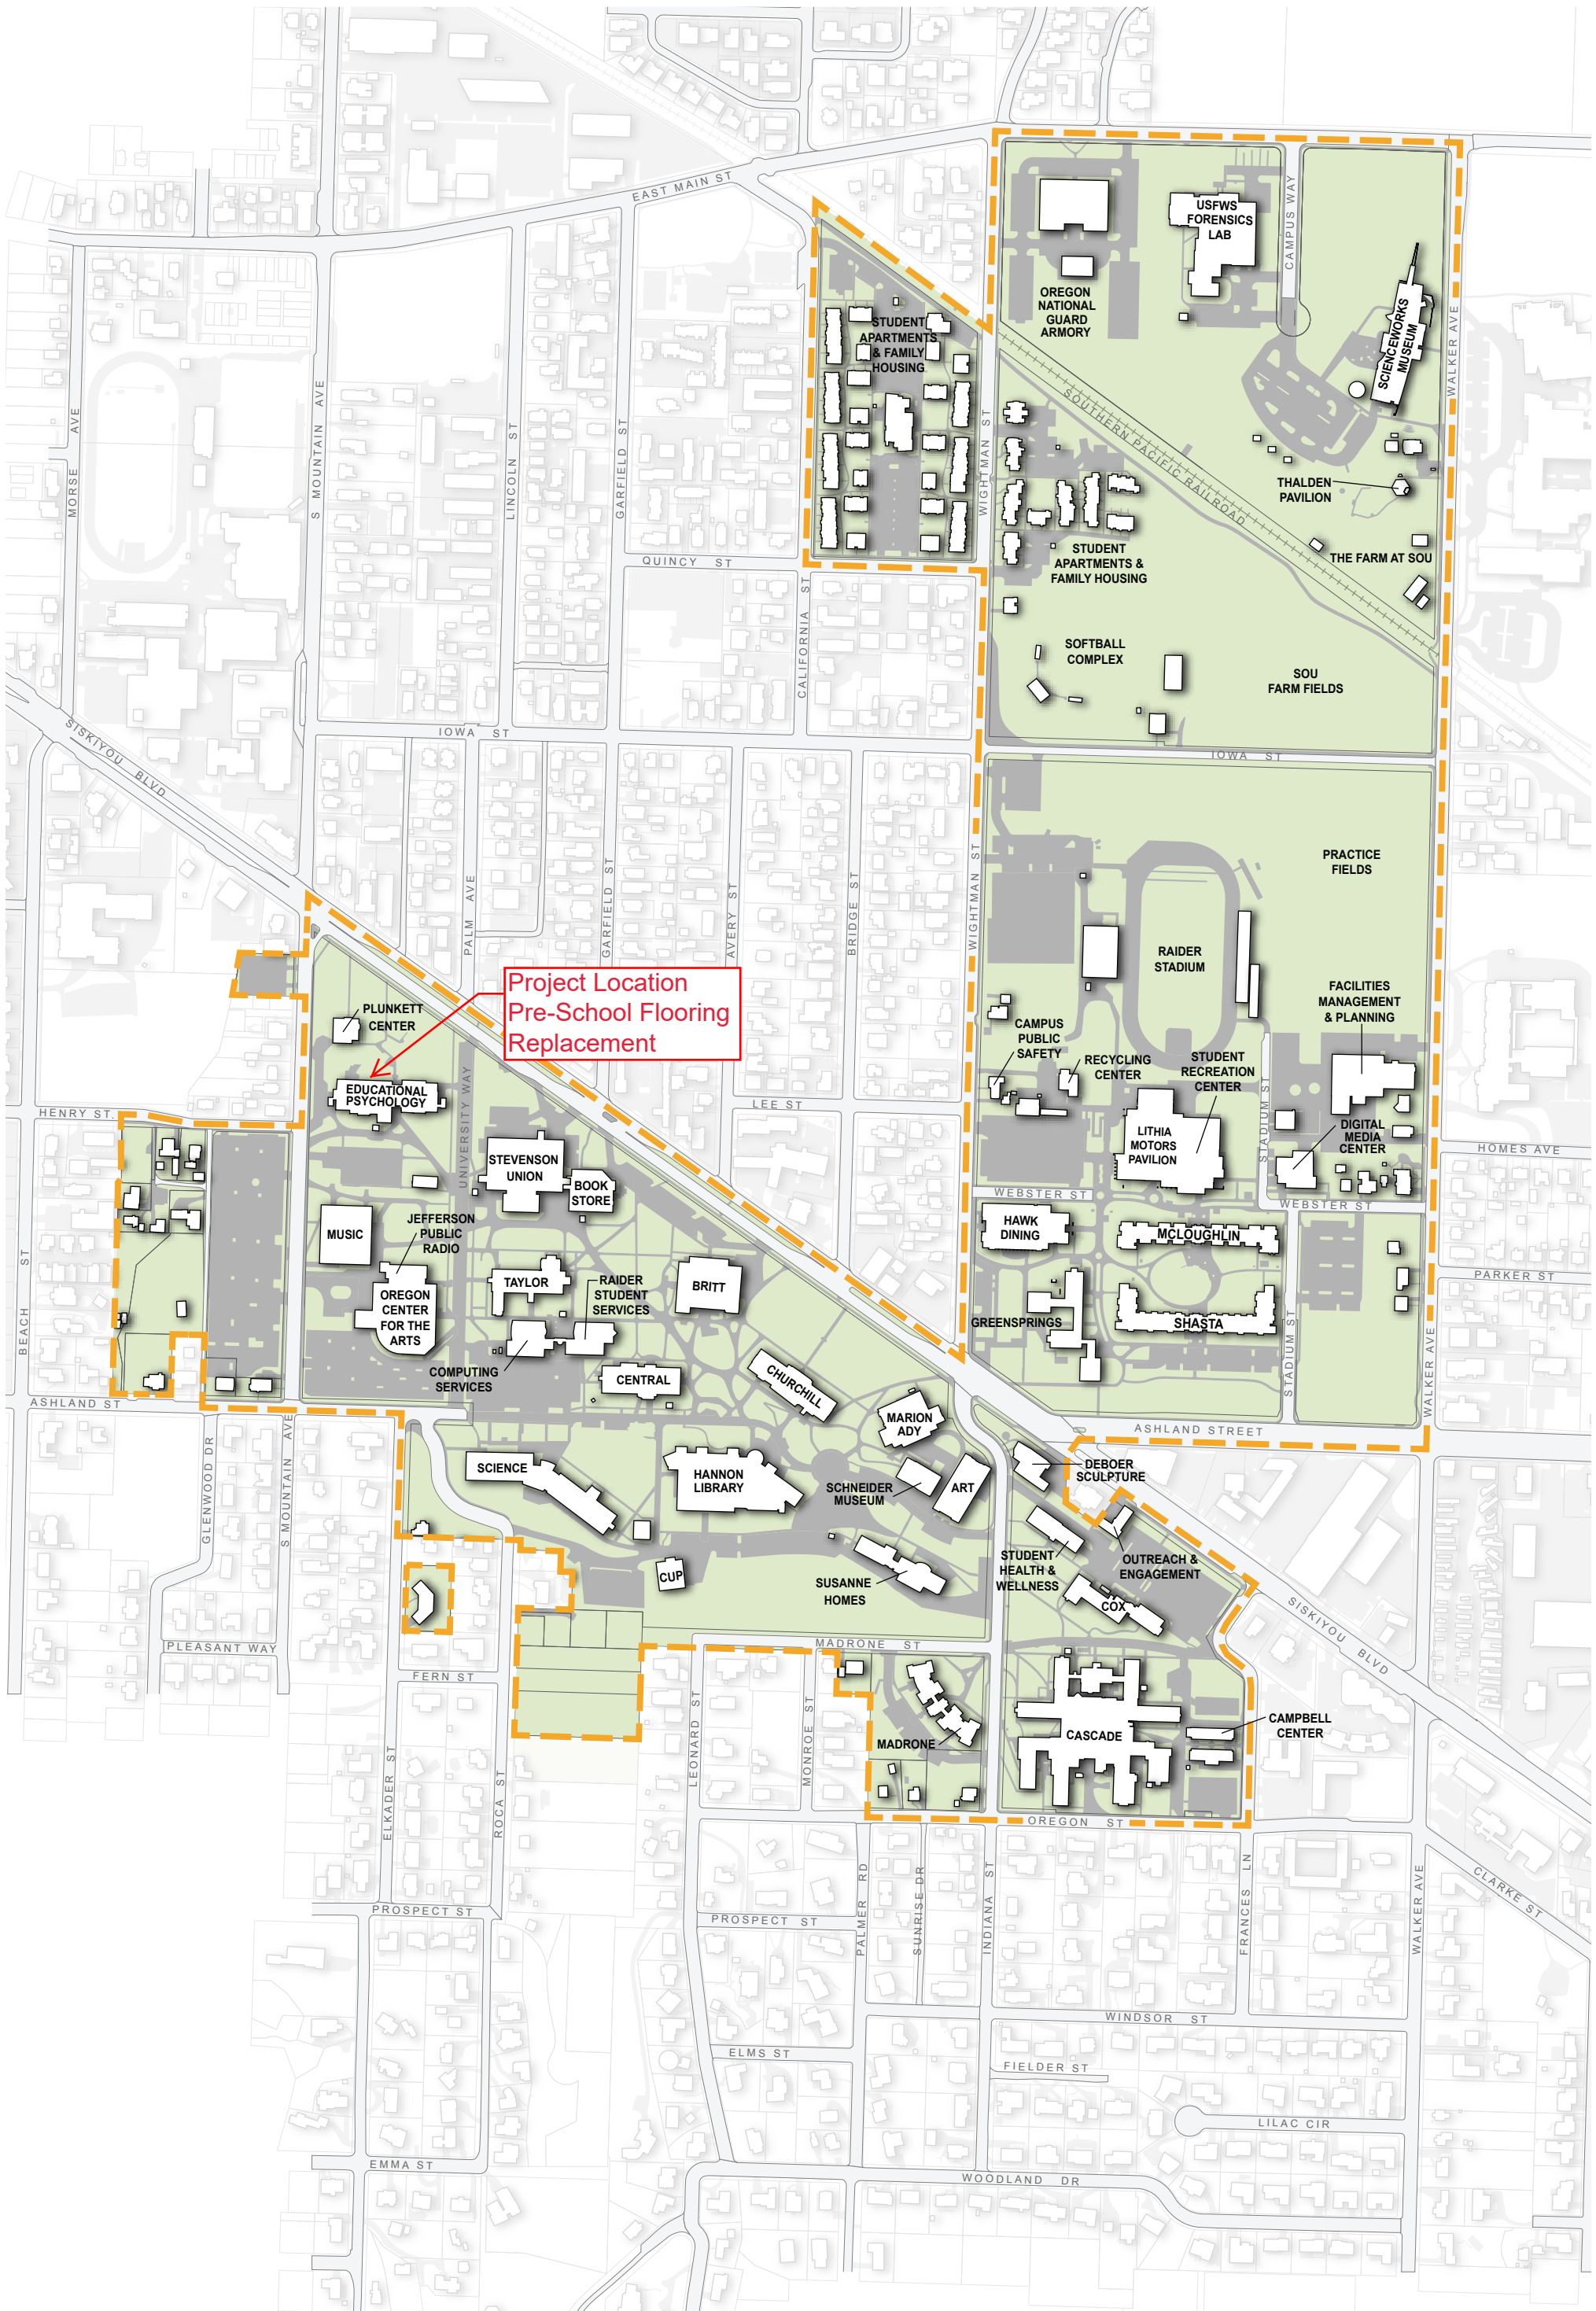 EAST MAIN ST
CAMPUS WAY
USFWS
FORENSICS
LAB
OREGON
NATIONAL
GUARD
ARMORY
SCIENCEWORKS
MUSEUM
WALKER AVE
STUDENT
APARTMENTS
& FAMILY
HOUSING
MORSE AVE
S MOUNTAIN AVE
LINCOLN ST
GARFIELD ST
WIGHTMAN ST
SOUTHERN PACIFIC RAILROAD
THALDEN
PAVILION
THE FARM AT SOU
STUDENT
APARTMENTS &
FAMILY HOUSING
QUINCY ST
CALIFORNIA ST
SOFTBALL
COMPLEX
SOU
FARM FIELDS
SISKIYOU BLVD
IOWA ST
IOWA ST
PALM AVE
GARFIELD ST
AVERY ST
BRIDGE ST
WIGHTMAN ST
PRACTICE
FIELDS
RAIDER
STADIUM
Project Location
Pre-School Flooring
Replacement
PLUNKETT
CENTER
FACILITIES
MANAGEMENT
& PLANNING
CAMPUS
PUBLIC
SAFETY
RECYCLING
CENTER
STUDENT
RECREATION
CENTER
EDUCATIONAL
PSYCHOLOGY
UNIVERSITY WAY
HENRY ST
LEE ST
STADIUM ST
LITHIA
MOTORS
PAVILION
DIGITAL
MEDIA
CENTER
HOMES AVE
STEVENSON
UNION
BOOK
STORE
WEBSTER ST
WEBSTER ST
MUSIC
JEFFERSON
PUBLIC
RADIO
HAWK
DINING
MCLOUGHLIN
OREGON
CENTER
FOR THE
ARTS
TAYLOR
RAIDER
STUDENT
SERVICES
BRITT
PARKER ST
BEACH ST
GREENSPRINGS
SHASTA
STADIUM ST
WALKER AVE
COMPUTING
SERVICES
CENTRAL
CHURCHILL
ASHLAND ST
GLENWOOD DR
S MOUNTAIN AVE
MARION
ADY
ASHLAND STREET
SCIENCE
HANNON
LIBRARY
SCHNEIDER
MUSEUM
ART
DEBOER
SCULPTURE
STUDENT
HEALTH &
WELLNESS
OUTREACH &
ENGAGEMENT
CUP
SUSANNE
HOMES
COX
SISKIYOU BLVD
PLEASANT WAY
MADRONE ST
FERN ST
LEONARD ST
MONROE ST
MADRONE
CASCADE
CAMPBELL
CENTER
ELKADER ST
ROCA ST
OREGON ST
PROSPECT ST
PROSPECT ST
PALMER RD
SUNRISE DR
INDIANA ST
FRANCES LN
WALKER AVE
CLARKE ST
WINDSOR ST
ELMS ST
FIELDER ST
LILAC CIR
EMMA ST
WOODLAND DR